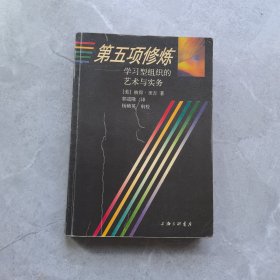 第五项修炼
学习型组织的
艺术与实务
[美] 彼得·圣吉 著
郭进隆 译
杨硕英 审校
上海三联书店